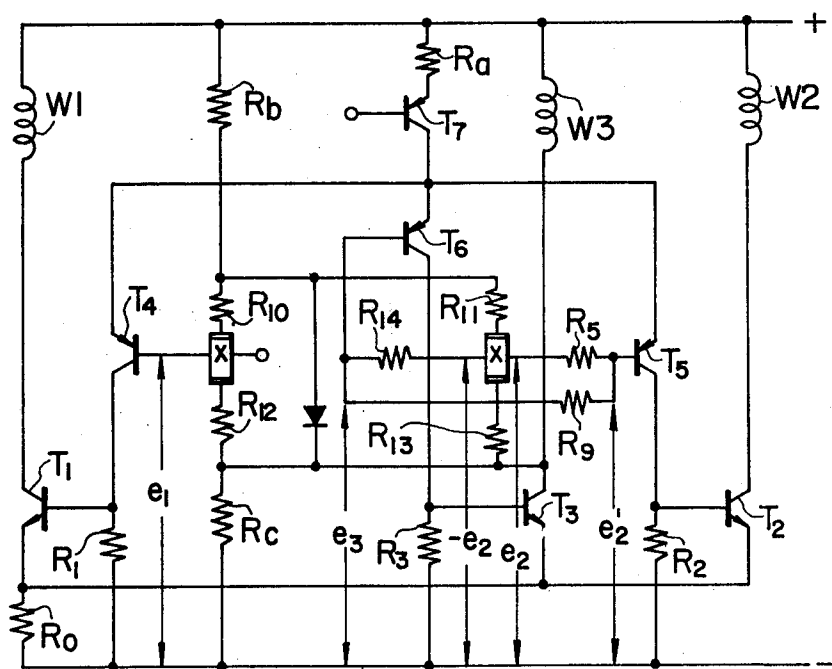 +
Ra
W1
Rb
T7
W3
W2
T6
T4
R10
R11
R14
R5
X
X
T5
R12
R13
R9
T1
e1
Rc
e3
R3
-e2
e2
T3
e2'
T2
R1
R2
Ro
-